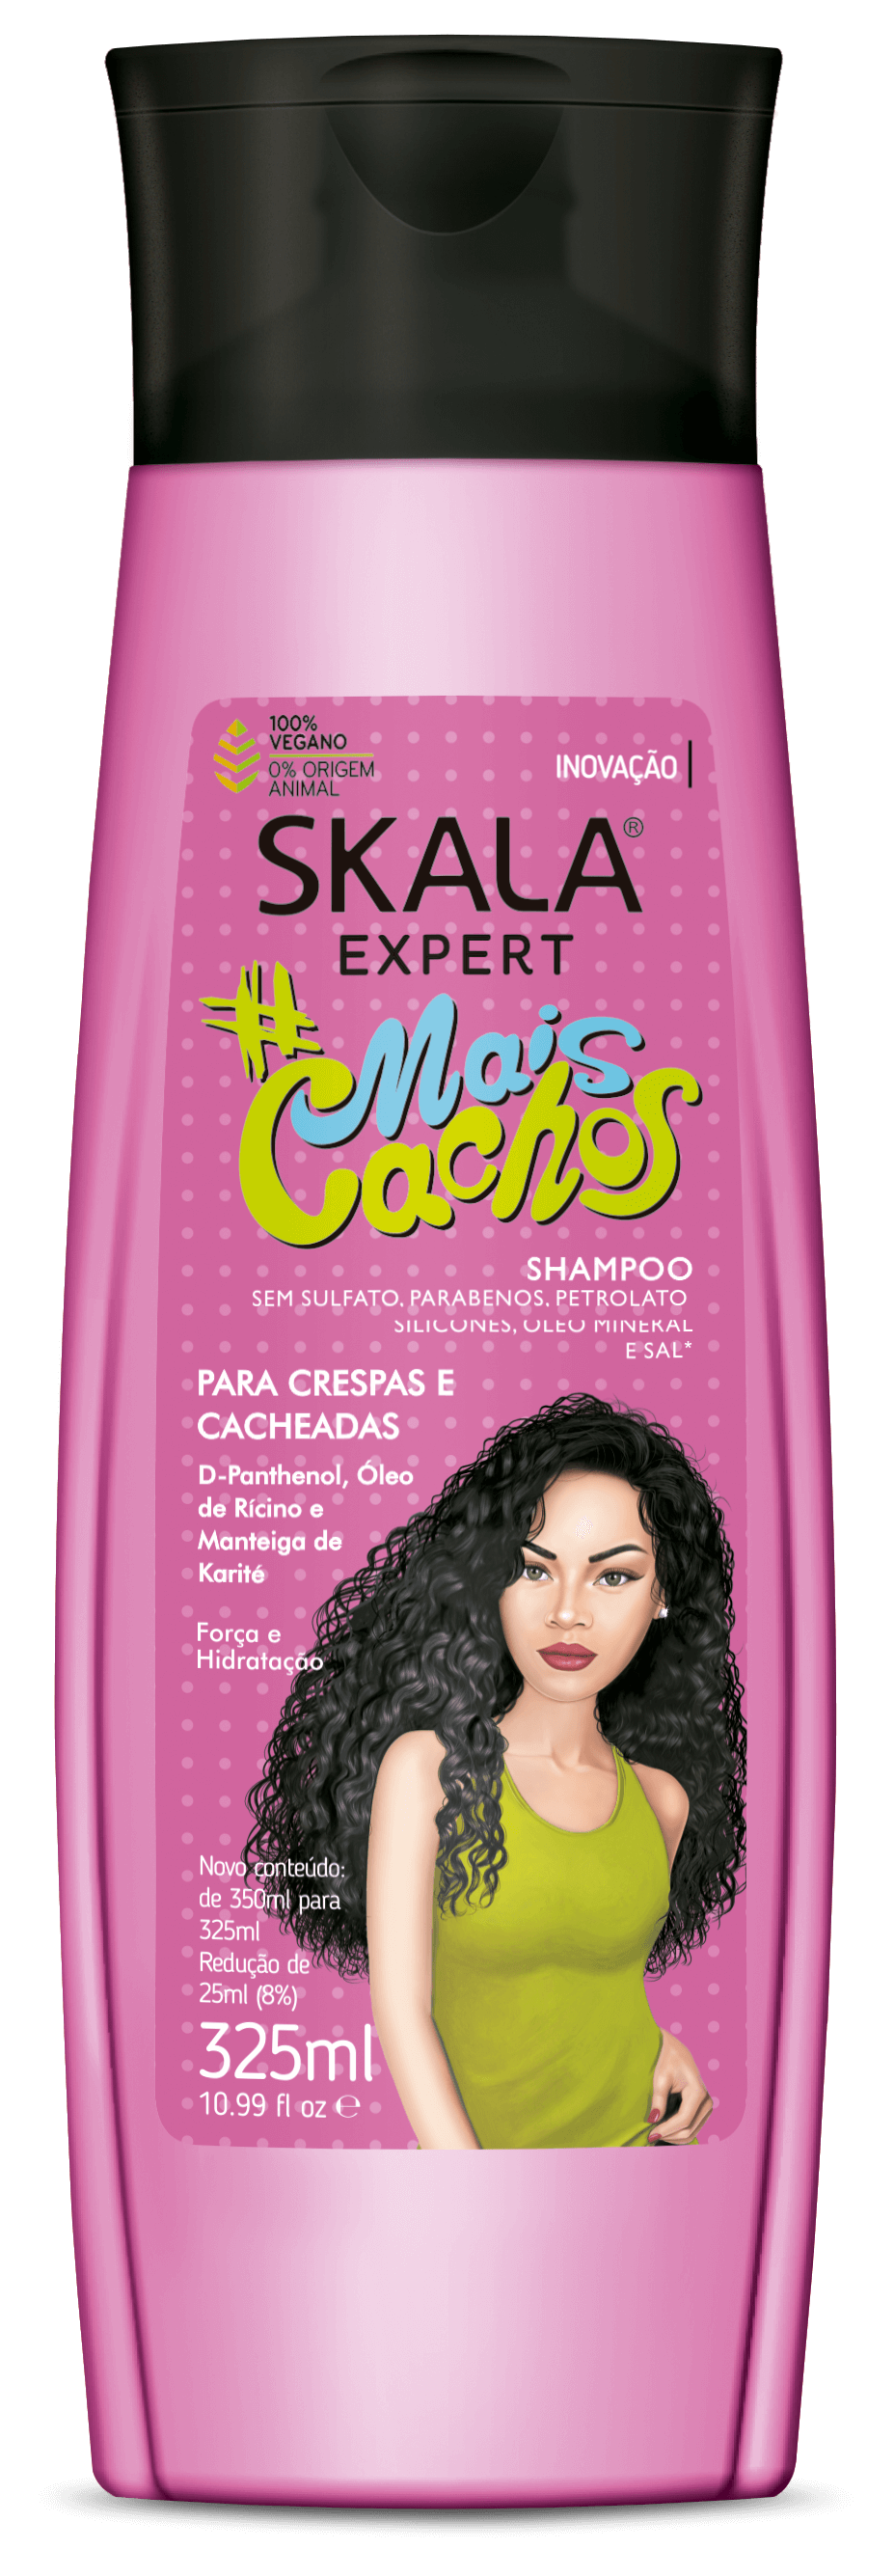 100%
VEGANO
0% ORIGEM
ANIMAL
INOVAÇÃO
SKALA®
EXPERT
#Mais
Cachos
SHAMPOO
SEM SULFATO, PARABENOS, PETROLATO
SILICONES, ÓLEO MINERAL
E SAL*
PARA CRESPAS E
CACHEADAS
D-Panthenol, Óleo
de Rícino e
Manteiga de
Karité
Força e
Hidratação
Novo conteúdo:
de 350ml para
325ml
Redução de
25ml (8%)
325ml
10.99 fl oz ℮